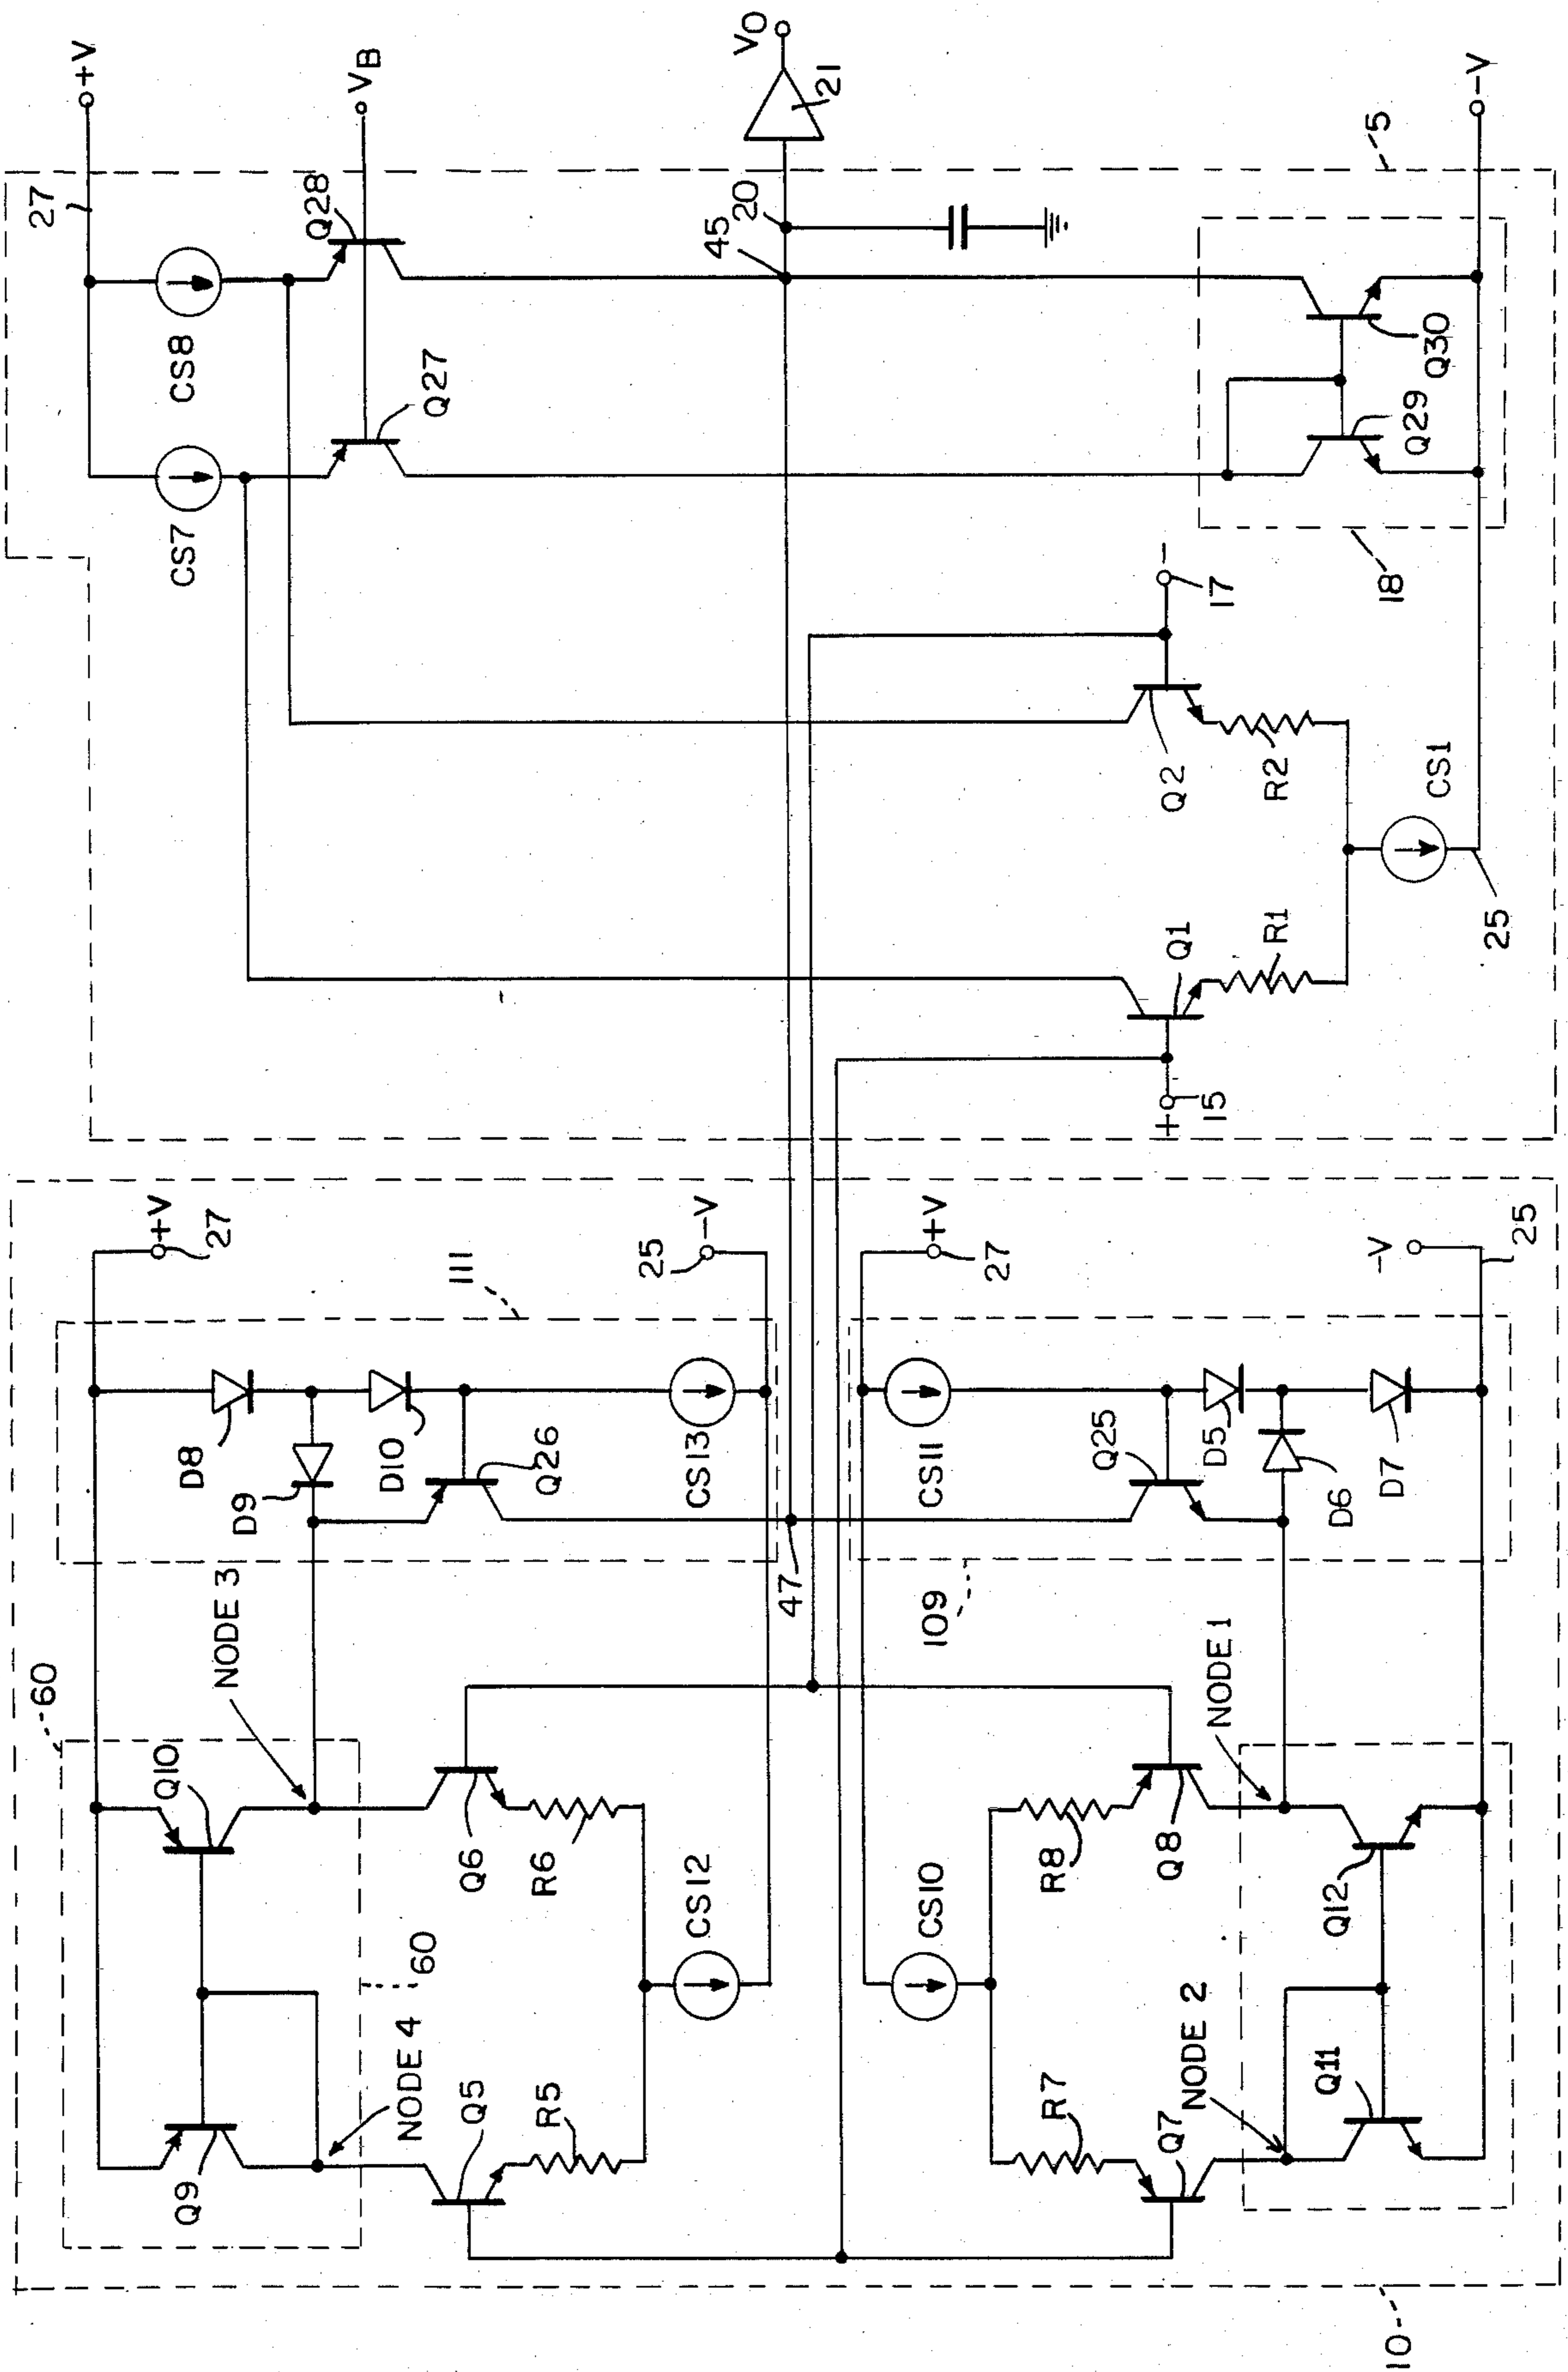 +V
27
VB
VO
21
-V
5
Q28
20
45
CS8
Q30
Q27
Q29
CS7
18
-
17
Q2
R2
CS1
25
Q1
R1
+
15
+V
27
111
25
-V
+V
27
-V
25
D8
D9
D10
Q26
CS13
CS11
Q25
D5
D6
D7
47
109
NODE 3
NODE 1
60
Q10
Q6
R6
CS12
CS10
R8
Q8
Q12
60
NODE 4
Q9
Q5
R5
R7
Q7
NODE 2
Q11
10